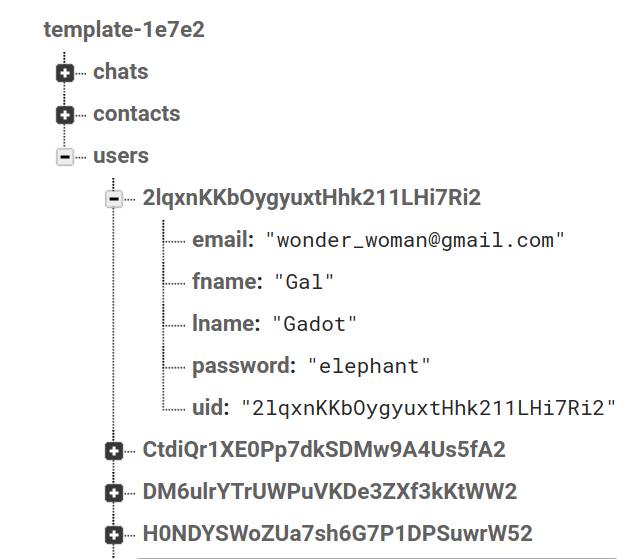 template-1e7e2
chats
contacts
users
2lqxnKKbOygyuxtHhk211LHi7Ri2
email: "wonder_woman@gmail.com"
fname: "Gal"
lname: "Gadot"
password: "elephant"
uid: "2lqxnKKbOygyuxtHhk211LHi7Ri2"
CtdiQr1XE0Pp7dkSDMw9A4Us5fA2
DM6ulrYTrUWPuVKDe3ZXf3kKtWW2
H0NDYSWoZUa7sh6G7P1DPSuwrW52